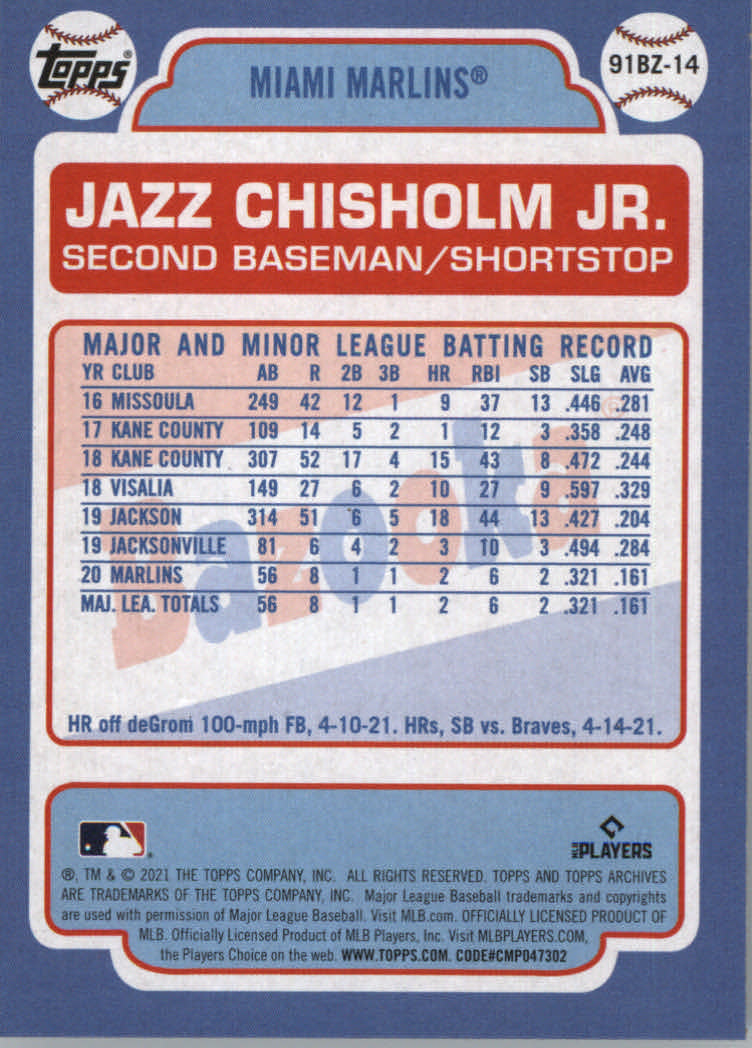 Topps®
MIAMI MARLINS®
91BZ-14
JAZZ CHISHOLM JR.
SECOND BASEMAN/SHORTSTOP
MAJOR AND MINOR LEAGUE BATTING RECORD
YR CLUB AB R 2B 3B HR RBI SB SLG AVG
16 MISSOULA 249 42 12 1 9 37 13 .446 .281
17 KANE COUNTY 109 14 5 2 1 12 3 .358 .248
18 KANE COUNTY 307 52 17 4 15 43 8 .472 .244
18 VISALIA 149 27 6 2 10 27 9 .597 .329
19 JACKSON 314 51 6 5 18 44 13 .427 .204
19 JACKSONVILLE 81 6 4 2 3 10 3 .494 .284
20 MARLINS 56 8 1 1 2 6 2 .321 .161
MAJ. LEA. TOTALS 56 8 1 1 2 6 2 .321 .161
Bazooka®
HR off deGrom 100-mph FB, 4-10-21. HRs, SB vs. Braves, 4-14-21.
MLB PLAYERS
®, TM & © 2021 THE TOPPS COMPANY, INC. ALL RIGHTS RESERVED. TOPPS AND TOPPS ARCHIVES
ARE TRADEMARKS OF THE TOPPS COMPANY, INC. Major League Baseball trademarks and copyrights
are used with permission of Major League Baseball. Visit MLB.com. OFFICIALLY LICENSED PRODUCT OF
MLB. Officially Licensed Product of MLB Players, Inc. Visit MLBPLAYERS.COM,
the Players Choice on the web. WWW.TOPPS.COM. CODE#CMP047302